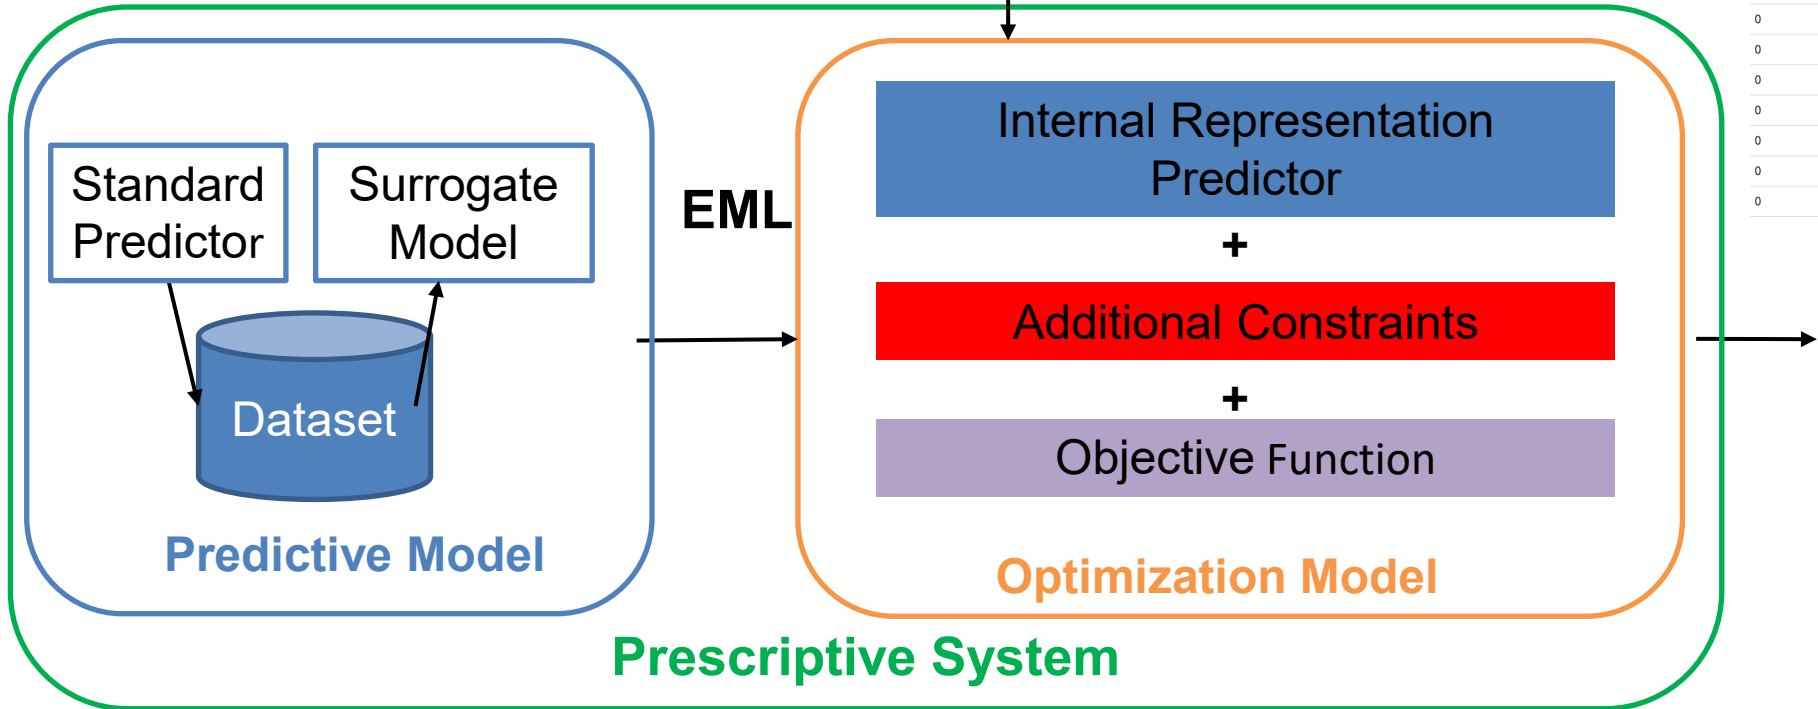 Standard
Predictor
Surrogate
Model
Dataset
Predictive Model
EML
Internal Representation
Predictor
+
Additional Constraints
+
Objective Function
Optimization Model
Prescriptive System
0
0
0
0
0
0
0